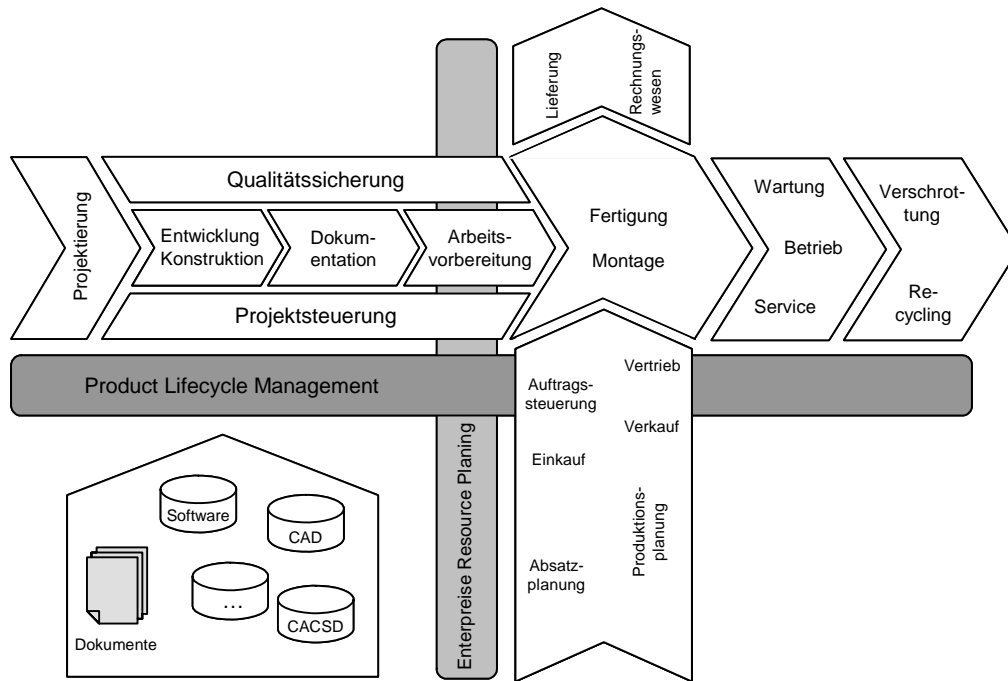 Lieferung
Rechnungs-
wesen
Projektierung
Qualitätssicherung
Entwicklung
Konstruktion
Dokum-
entation
Arbeits-
vorbereitung
Projektsteuerung
Fertigung
Montage
Wartung
Betrieb
Service
Verschrot-
tung
Re-
cycling
Product Lifecycle Management
Enterpreise Resource Planing
Auftrags-
steuerung
Vertrieb
Verkauf
Einkauf
Produktions-
planung
Absatz-
planung
Software
CAD
...
CACSD
Dokumente